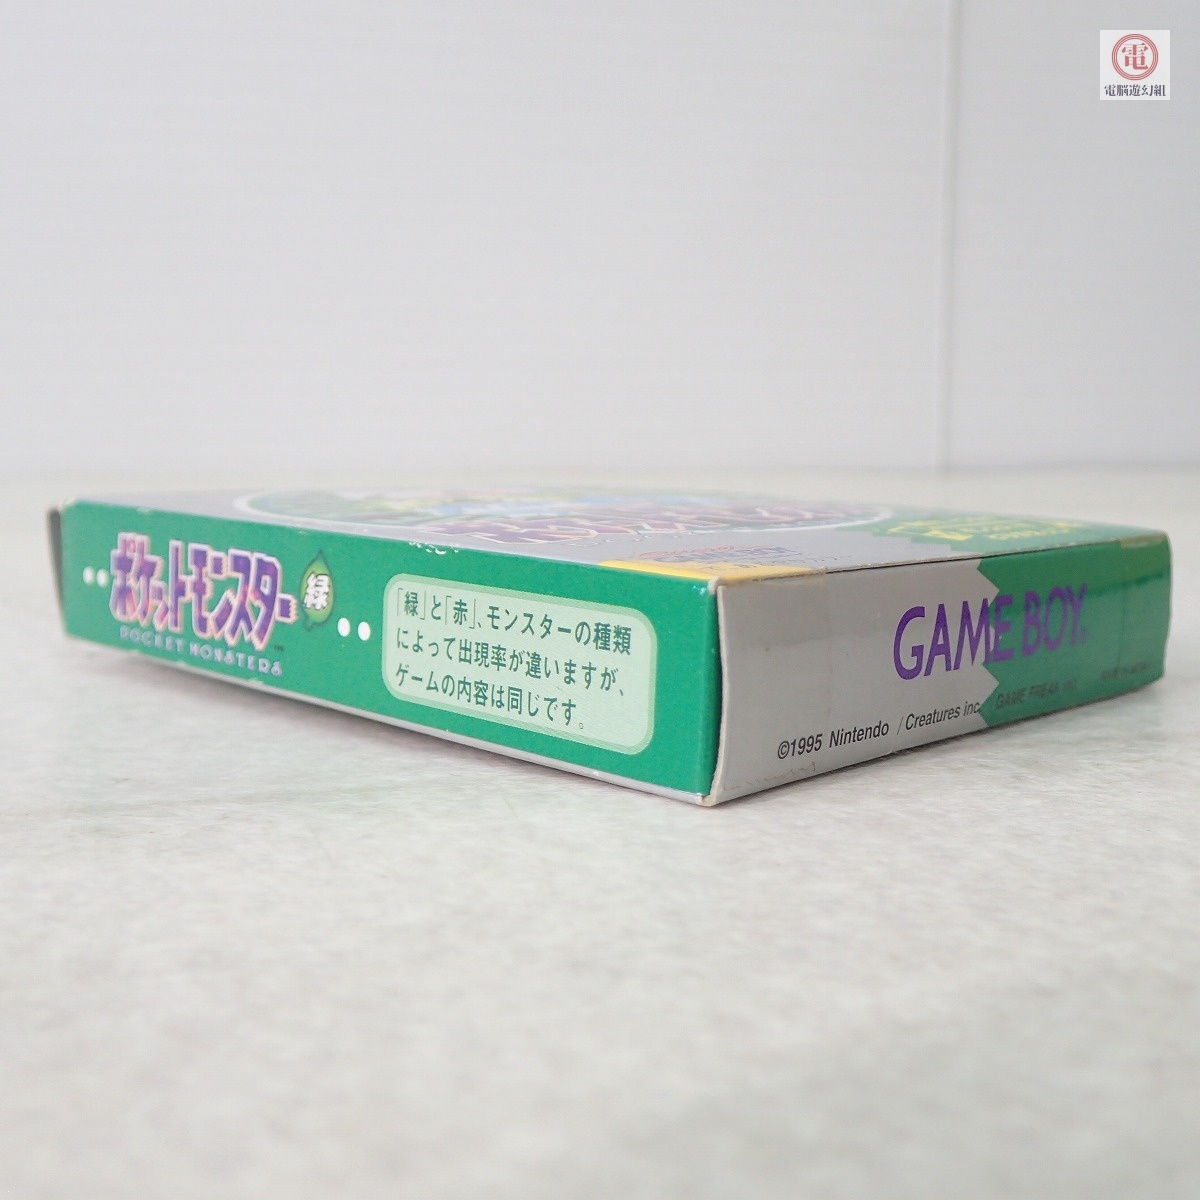 電
電脳遊幻組
ポケットモンスター
緑
POCKET MONSTERS
「緑」と「赤」、モンスターの種類
によって出現率が違いますが、
ゲームの内容は同じです。
GAME BOY
©1995 Nintendo / Creatures inc. GAME FREAK inc.